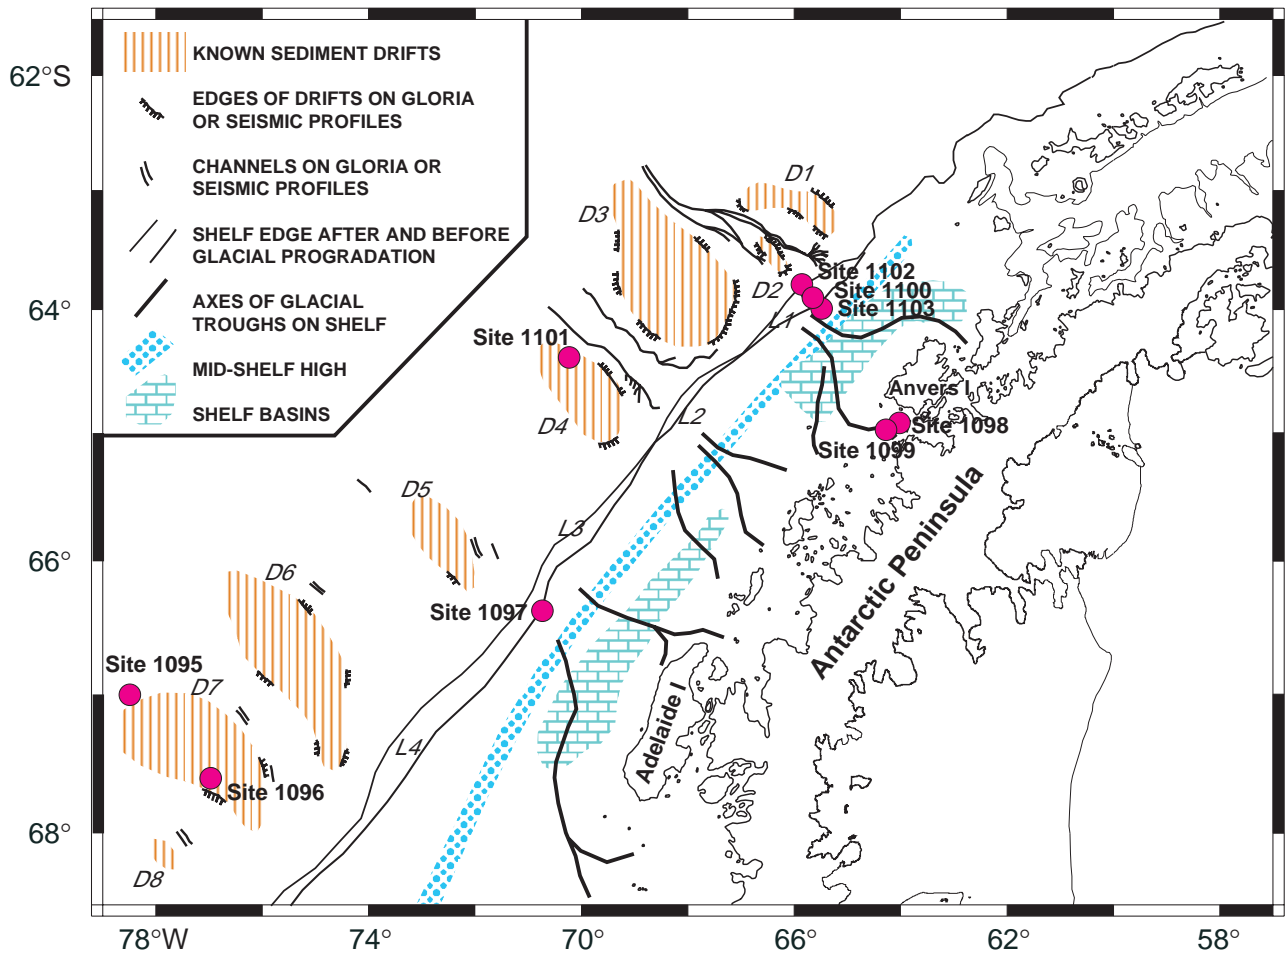 62°S
64°
66°
68°
KNOWN SEDIMENT DRIFTS
EDGES OF DRIFTS ON GLORIA
OR SEISMIC PROFILES
CHANNELS ON GLORIA OR
SEISMIC PROFILES
SHELF EDGE AFTER AND BEFORE
GLACIAL PROGRADATION
AXES OF GLACIAL
TROUGHS ON SHELF
MID-SHELF HIGH
SHELF BASINS
D1
D3
Site 1102
D2
Site 1100
Site 1103
L1
Site 1101
Anvers I
D4
L2
Site 1098
Site 1099
D5
L3
Antarctic Peninsula
D6
Site 1097
Site 1095
D7
Adelaide I
L4
Site 1096
D8
78°W
74°
70°
66°
62°
58°